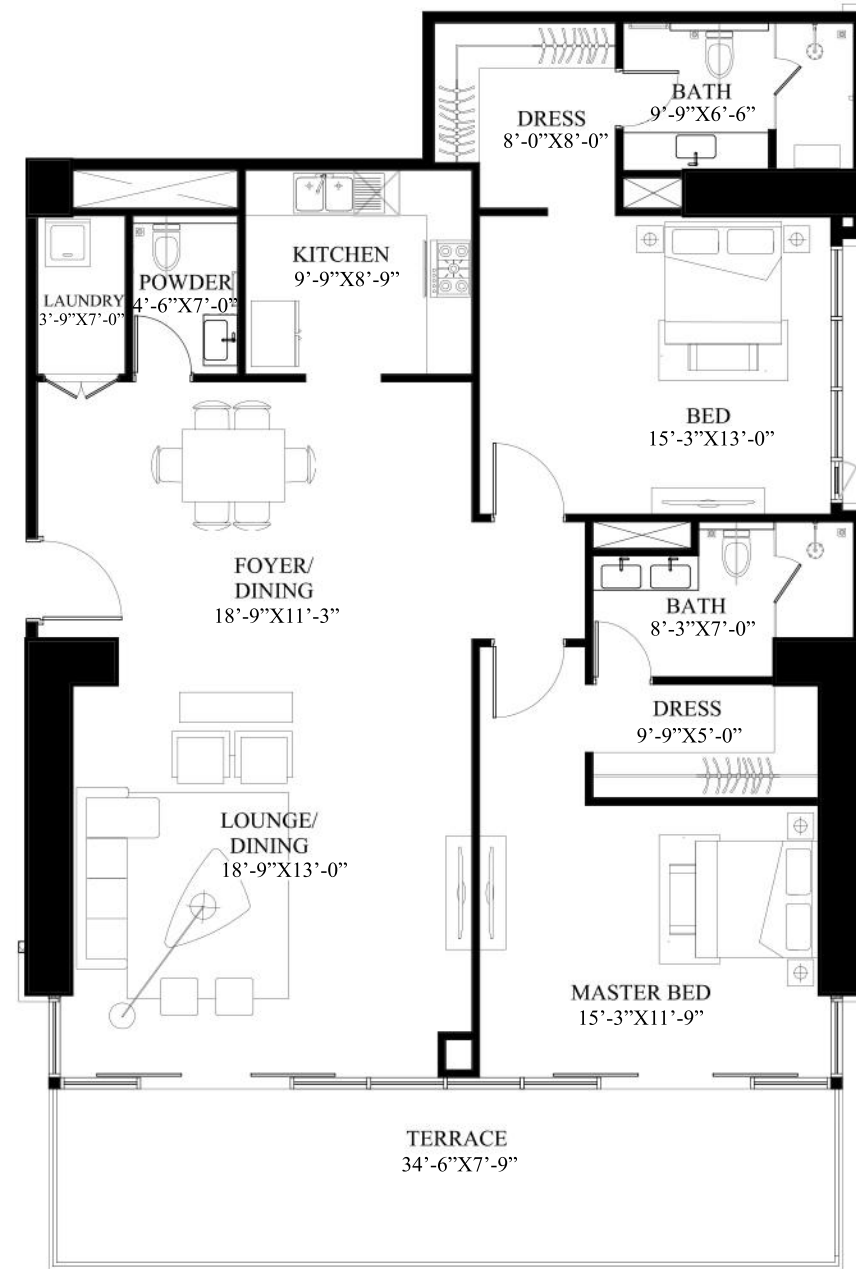 DRESS
8’-0”X8’-0”
BATH
9’-9”X6’-6”
KITCHEN
9’-9”X8’-9”
POWDER
4’-6”X7’-0”
LAUNDRY
3’-9”X7’-0”
BED
15’-3”X13’-0”
FOYER/
DINING
18’-9”X11’-3”
BATH
8’-3”X7’-0”
DRESS
9’-9”X5’-0”
LOUNGE/
DINING
18’-9”X13’-0”
MASTER BED
15’-3”X11’-9”
TERRACE
34’-6”X7’-9”